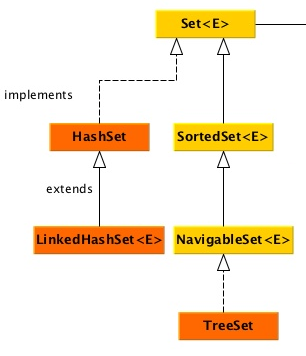 Set<E>
implements
HashSet
SortedSet<E>
extends
LinkedHashSet<E>
NavigableSet<E>
TreeSet